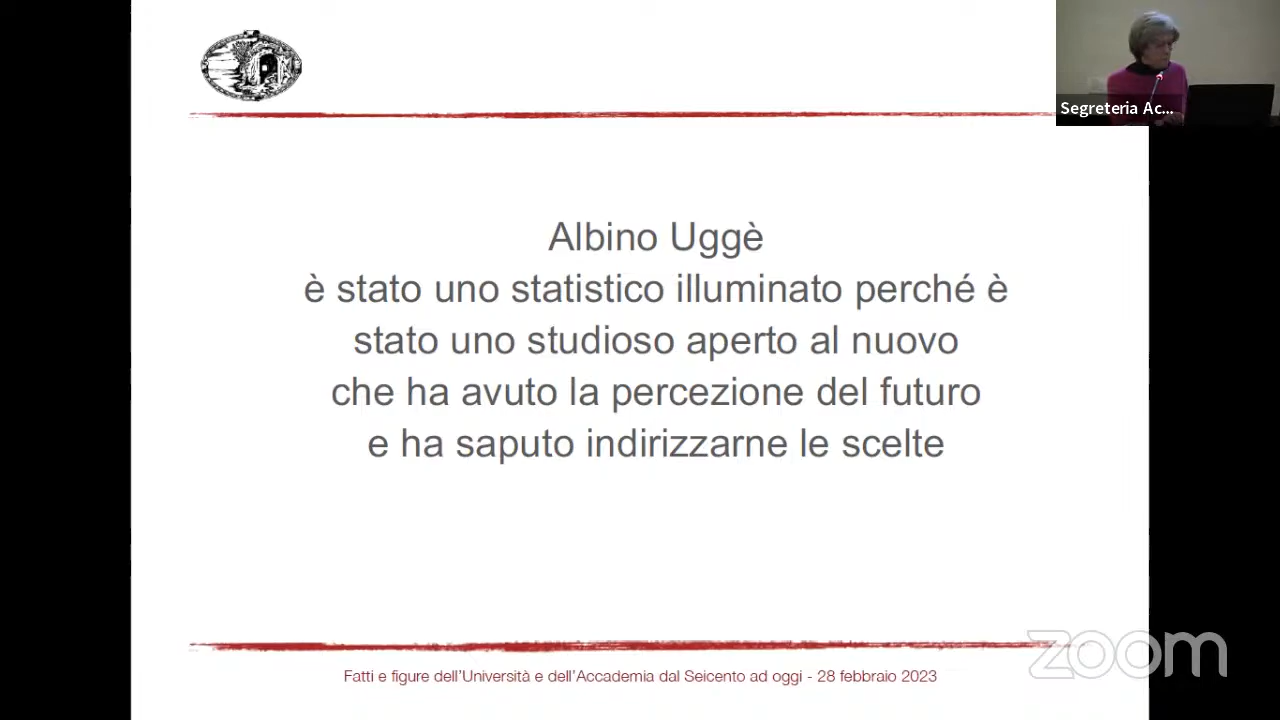 Segreteria Ac...
Albino Uggè
è stato uno statistico illuminato perché è
stato uno studioso aperto al nuovo
che ha avuto la percezione del futuro
e ha saputo indirizzarne le scelte
zoom
Fatti e figure dell'Università e dell'Accademia dal Seicento ad oggi - 28 febbraio 2023